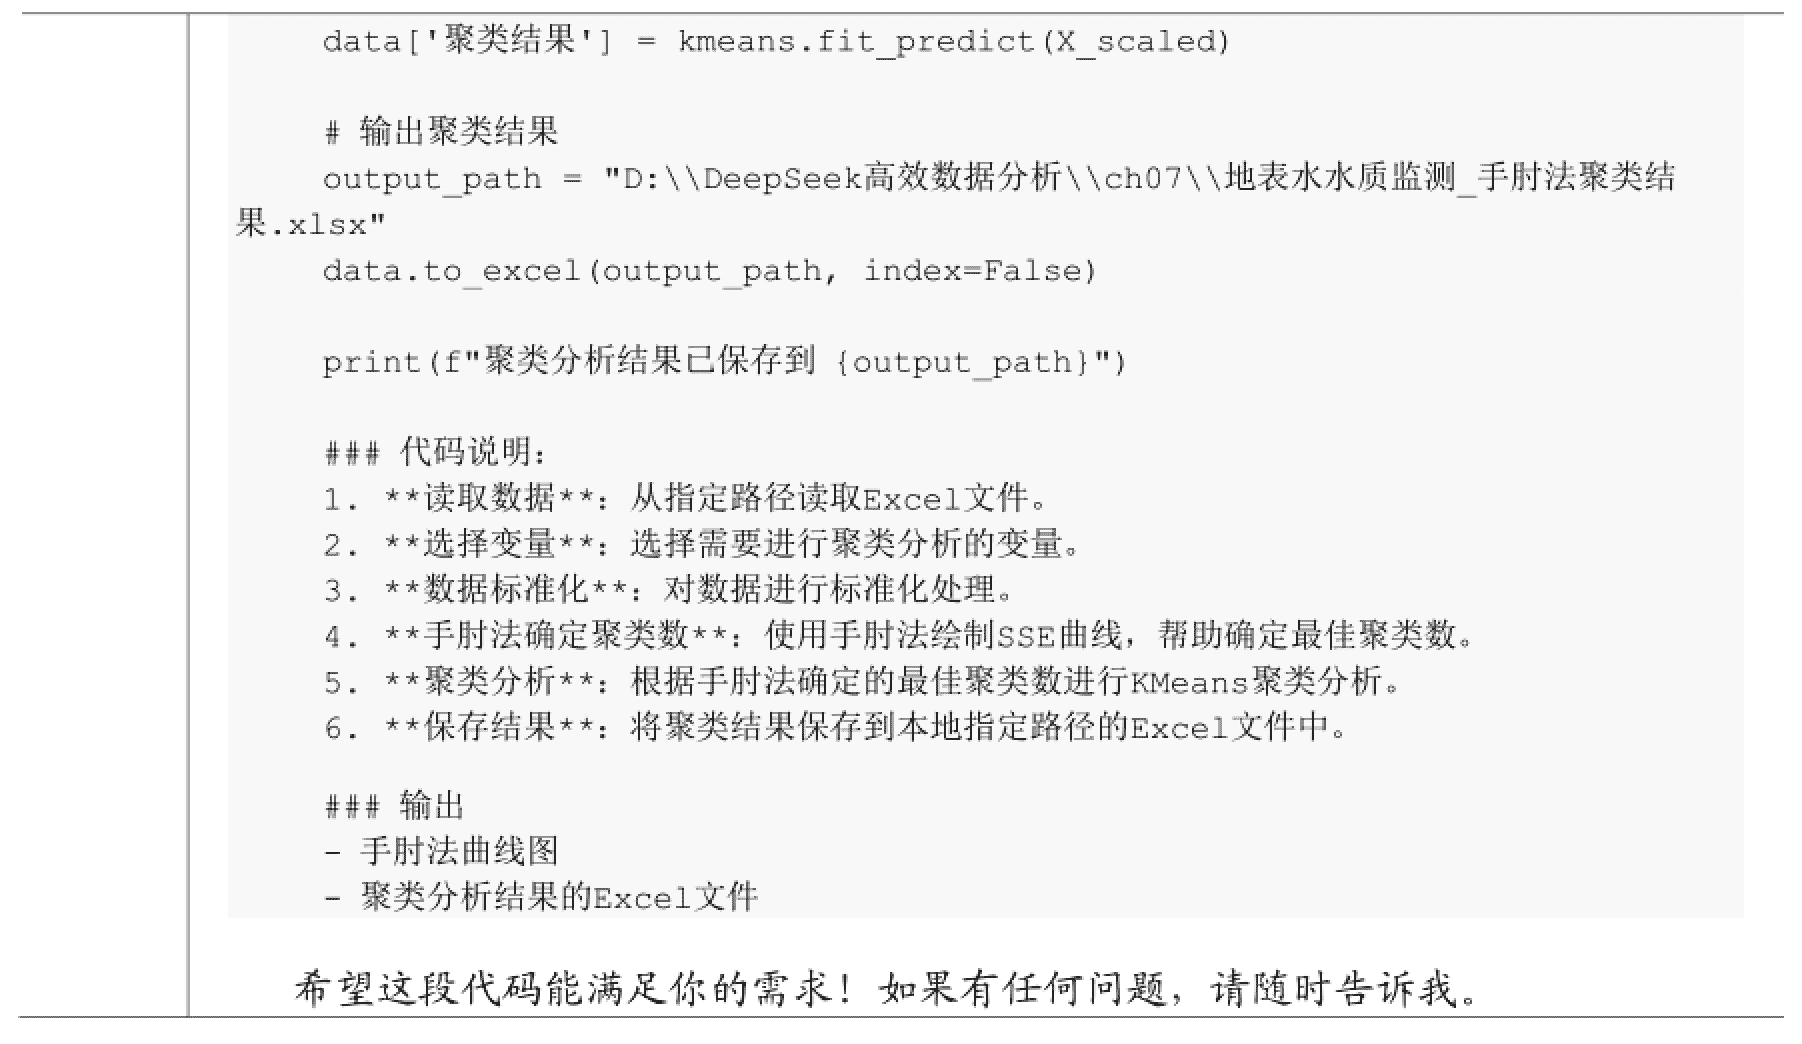 data['聚类结果'] = kmeans.fit_predict(X_scaled)
# 输出聚类结果
output_path = "D:\\DeepSeek高效数据分析\\ch07\\地表水水质监测_手肘法聚类结
果.xlsx"
data.to_excel(output_path, index=False)
print(f"聚类分析结果已保存到 {output_path}")
### 代码说明：
1. **读取数据**：从指定路径读取Excel文件。
2. **选择变量**：选择需要进行聚类分析的变量。
3. **数据标准化**：对数据进行标准化处理。
4. **手肘法确定聚类数**：使用手肘法绘制SSE曲线，帮助确定最佳聚类数。
5. **聚类分析**：根据手肘法确定的最佳聚类数进行KMeans聚类分析。
6. **保存结果**：将聚类结果保存到本地指定路径的Excel文件中。
### 输出
- 手肘法曲线图
- 聚类分析结果的Excel文件
希望这段代码能满足你的需求！如果有任何问题，请随时告诉我。